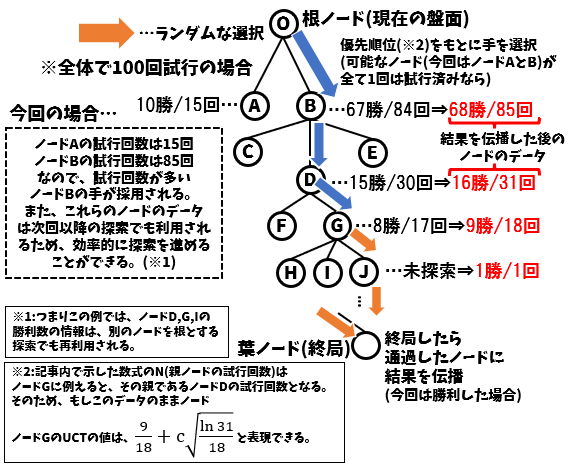 O 根ノード(現在の盤面)
…ランダムな選択
優先順位(※2)をもとに手を選択
(可能なノード(今回はノードAとB)が
全て1回は試行済みなら)
※全体で100回試行の場合
10勝/15回…
A
B
…67勝/84回⇒68勝/85回
今回の場合…
ノードAの試行回数は15回
ノードBの試行回数は85回
なので、試行回数が多い
ノードBの手が採用される。
また、これらのノードのデータ
は次回以降の探索でも利用され
るため、効率的に探索を進める
ことができる。(※1)
結果を伝播した後の
ノードのデータ
C
E
D
…15勝/30回⇒16勝/31回
F
G
…8勝/17回⇒9勝/18回
H
I
J
…未探索⇒1勝/1回
…
※1:つまりこの例では、ノードD,G,Iの
勝利数の情報は、別のノードを根とする
探索でも再利用される。
葉ノード(終局)
終局したら
通過したノードに
結果を伝播
(今回は勝利した場合)
※2:記事内で示した数式のN(親ノードの試行回数)は
ノードGに例えると、その親であるノードDの試行回数となる。
そのため、もしこのデータのままノード
ノードGのUCTの値は、9/18 + c√(ln 31/18) と表現できる。